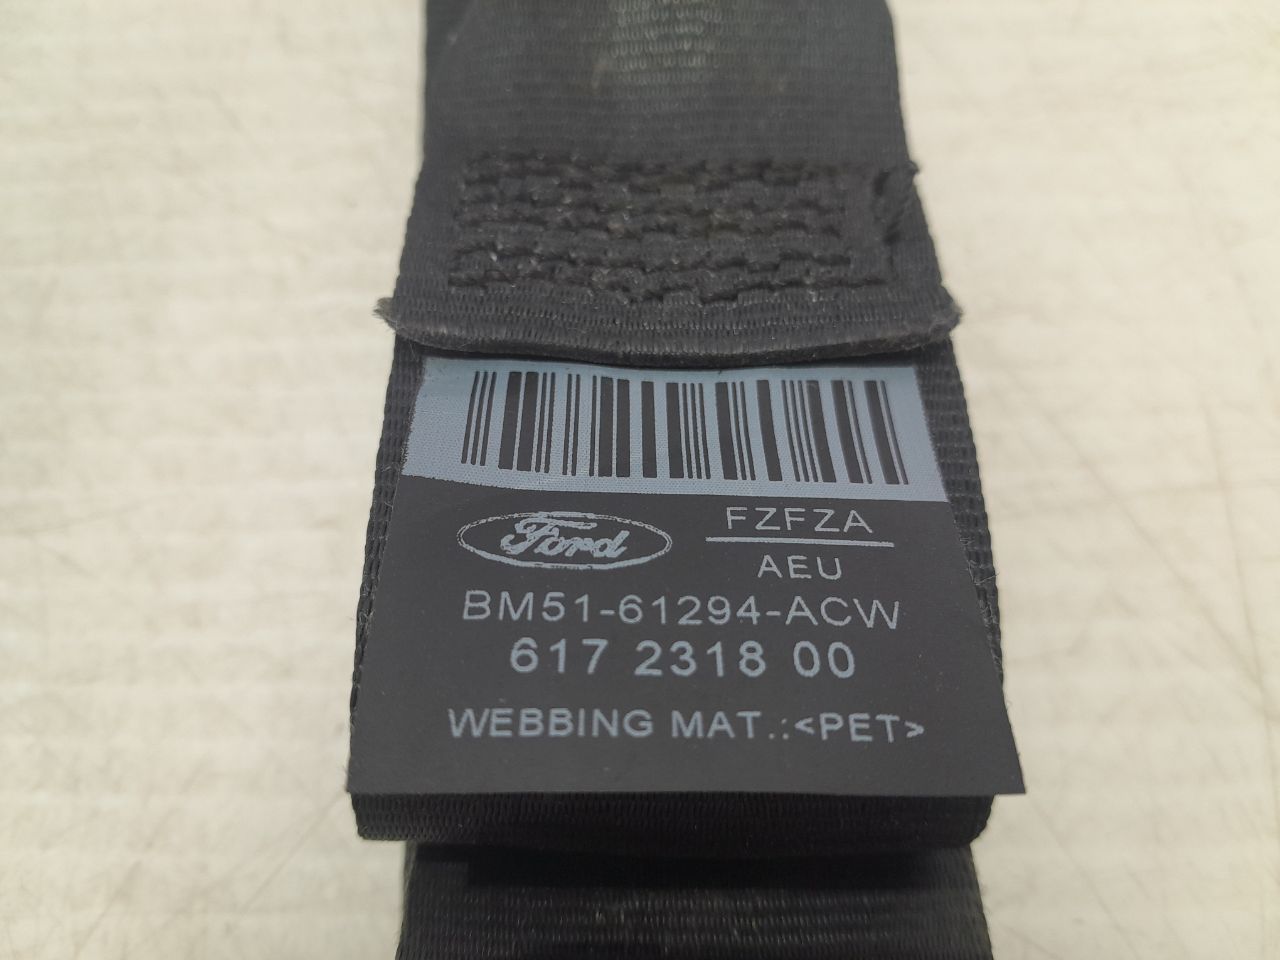 Ford
FZFZA
AEU
BM51-61294-ACW
617 2318 00
WEBBING MAT.:<PET>